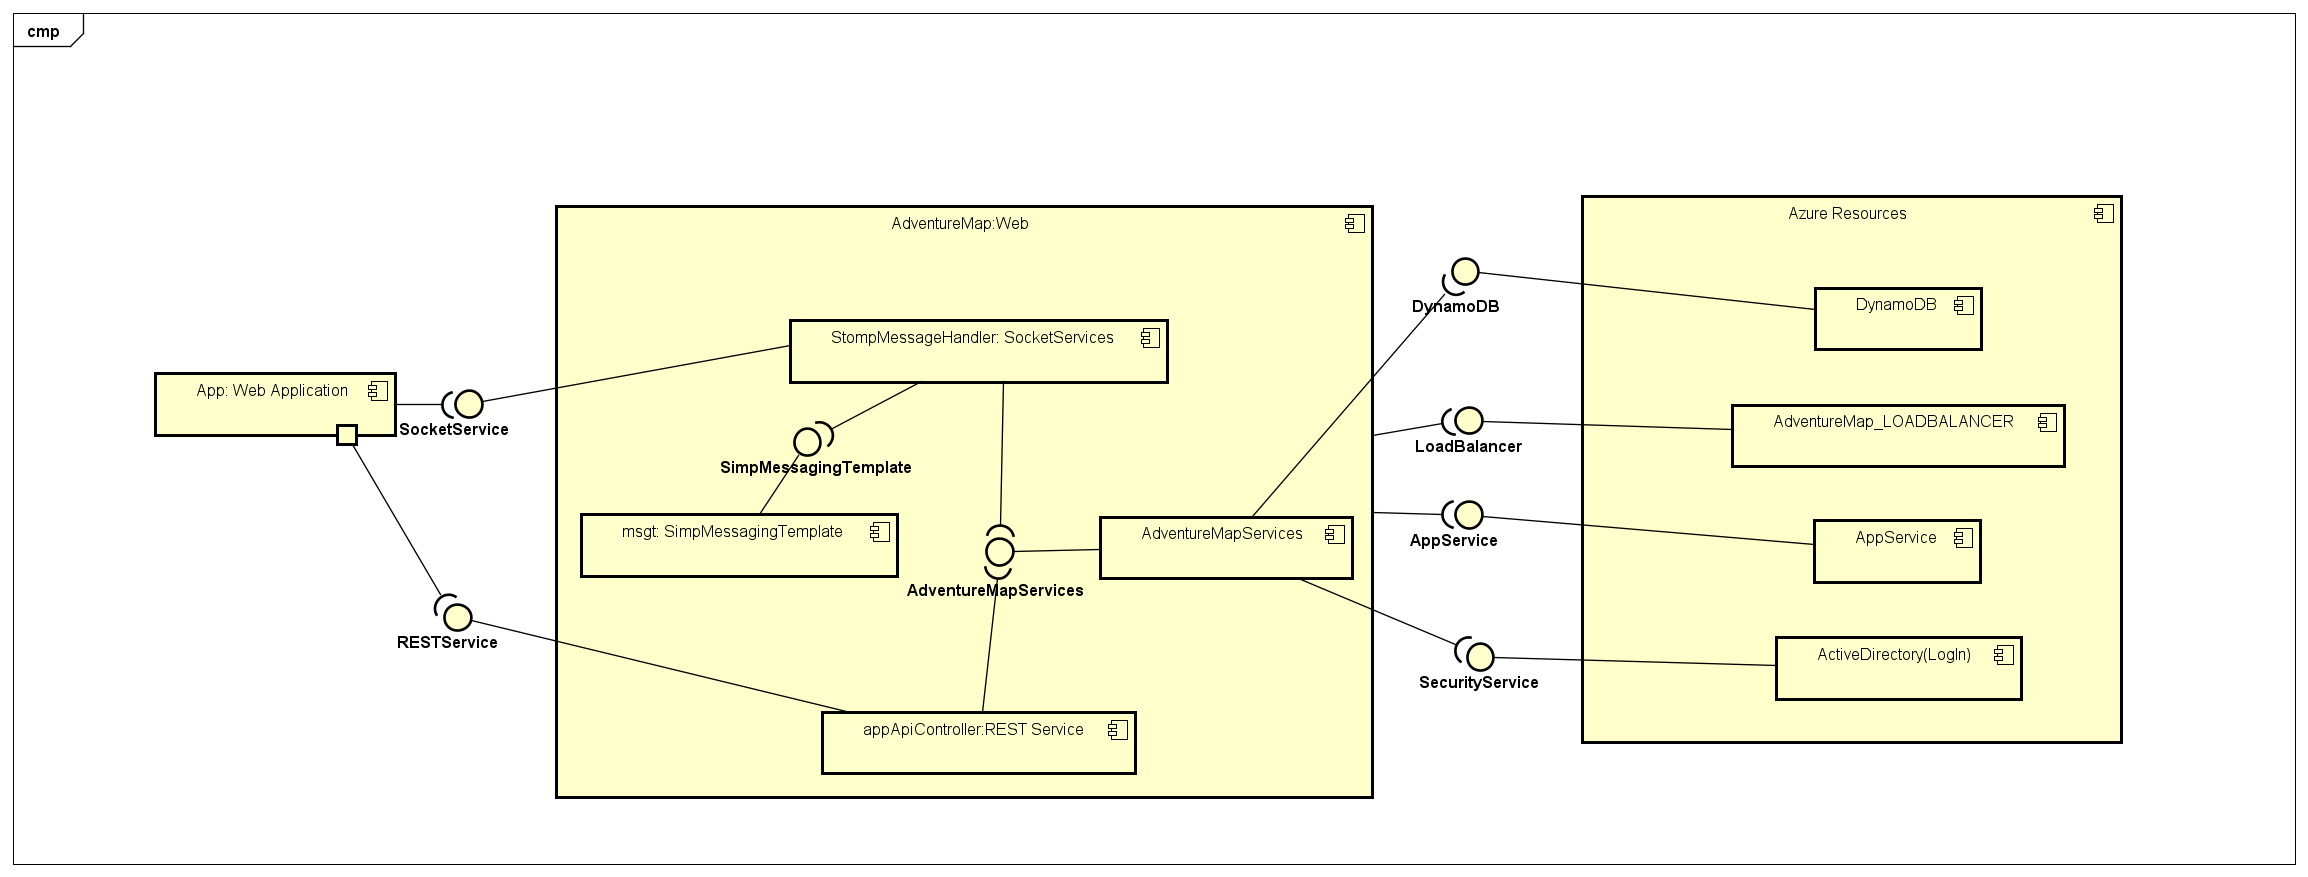 cmp
AdventureMap:Web
Azure Resources
DynamoDB
DynamoDB
StompMessageHandler: SocketServices
App: Web Application
SocketService
AdventureMap_LOADBALANCER
LoadBalancer
SimpMessagingTemplate
msgt: SimpMessagingTemplate
AdventureMapServices
AppService
AppService
AdventureMapServices
RESTService
ActiveDirectory(LogIn)
SecurityService
appApiController:REST Service